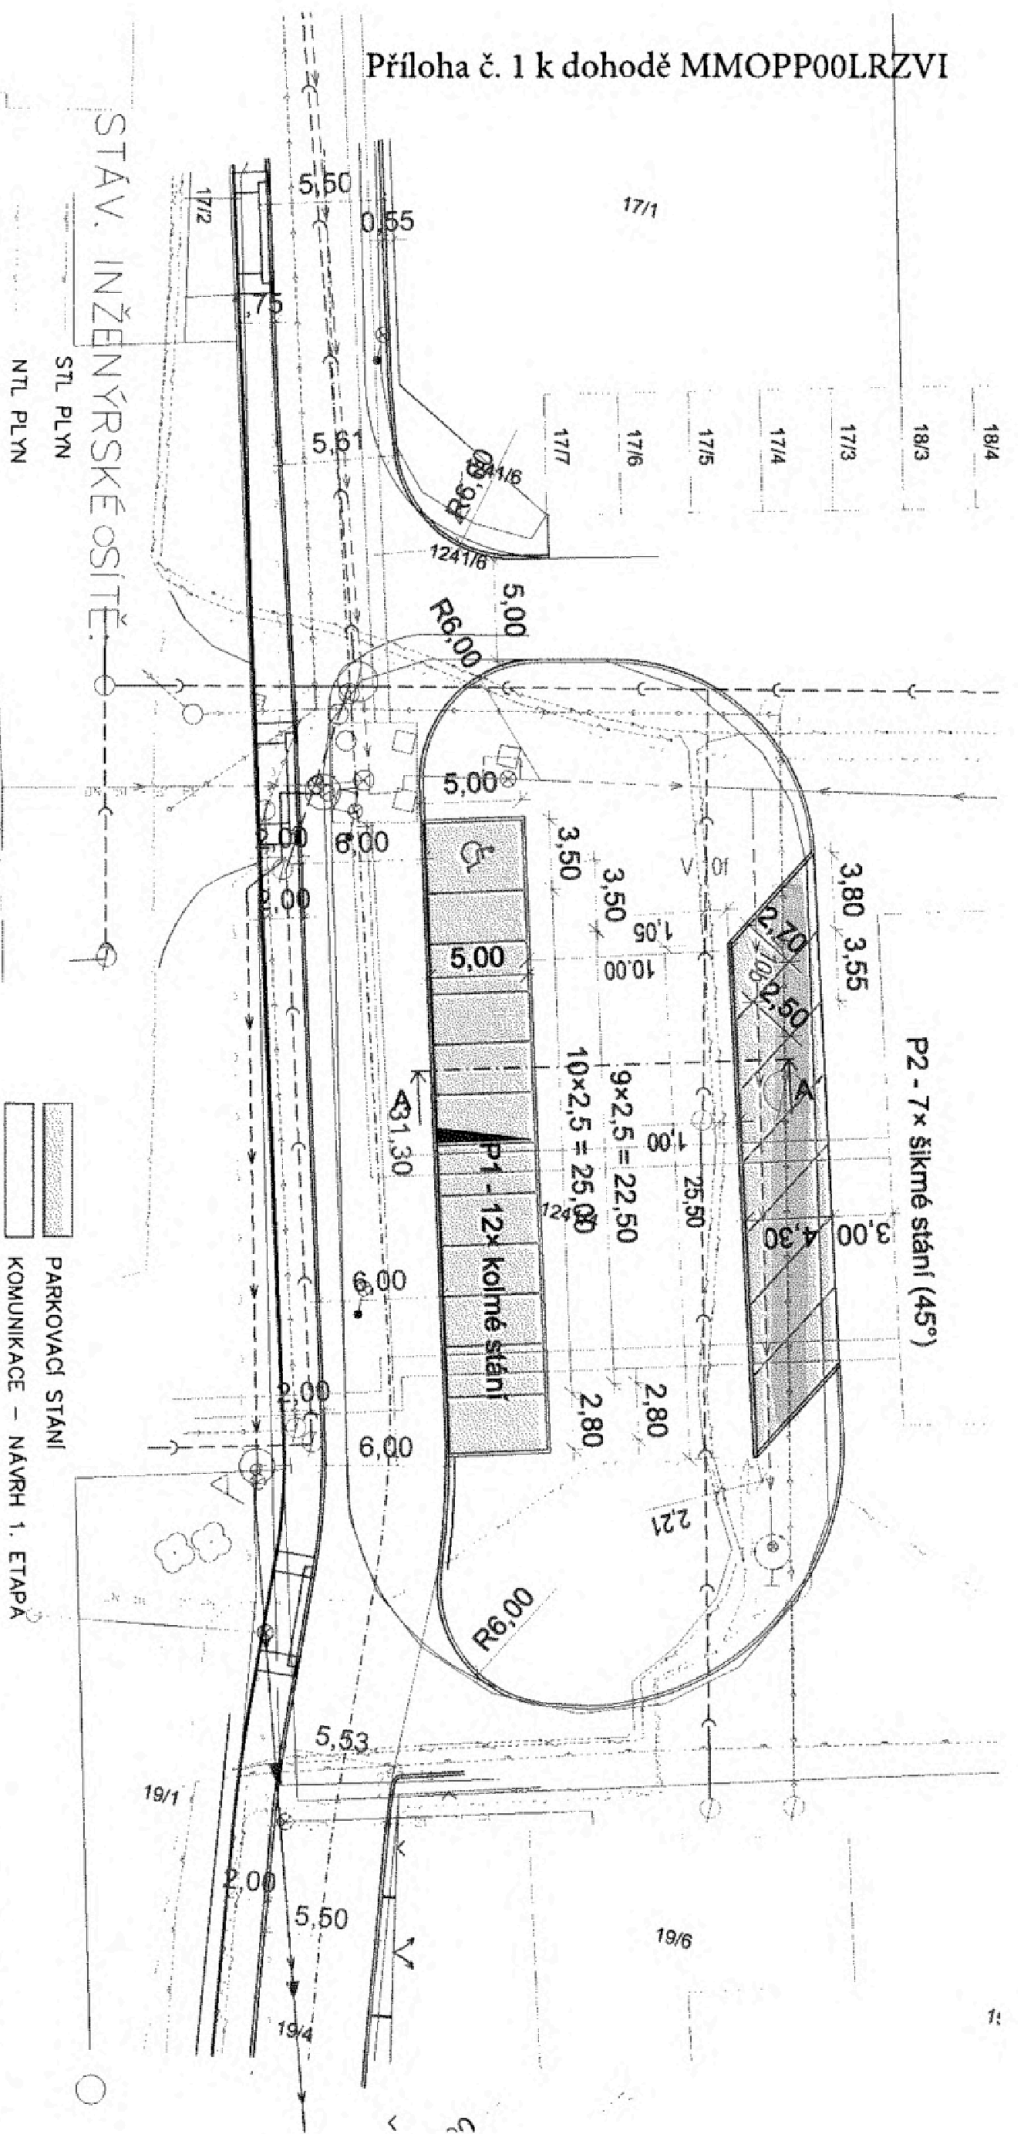 Příloha č. 1 k dohodě MMOPP00LRZVI
17/1
17/2
5,50
0,55
,75
5,61
R6,00
1241/6
1241/6
17/7
17/6
17/5
17/4
17/3
18/3
18/4
5,00
R6,00
5,00
2,00
6,00
2,00
3,50
3,50
1,05
10,00
5,00
3,80
3,55
2,70
2,50
P2 - 7× šikmé stání (45°)
A
A
31,30
10×2,5 = 25,00
9×2,5 = 22,50
1,00
25,50
3,00
4,30
P1 - 12× kolmé stání
6,00
2,00
6,00
2,80
2,80
2,21
A
R6,00
5,53
19/1
2,00
5,50
19/4
19/6
STÁV. INŽENÝRSKÉ SÍTĚ:
STL PLYN
NTL PLYN
PARKOVACÍ STÁNÍ
KOMUNIKACE – NÁVRH 1. ETAPA